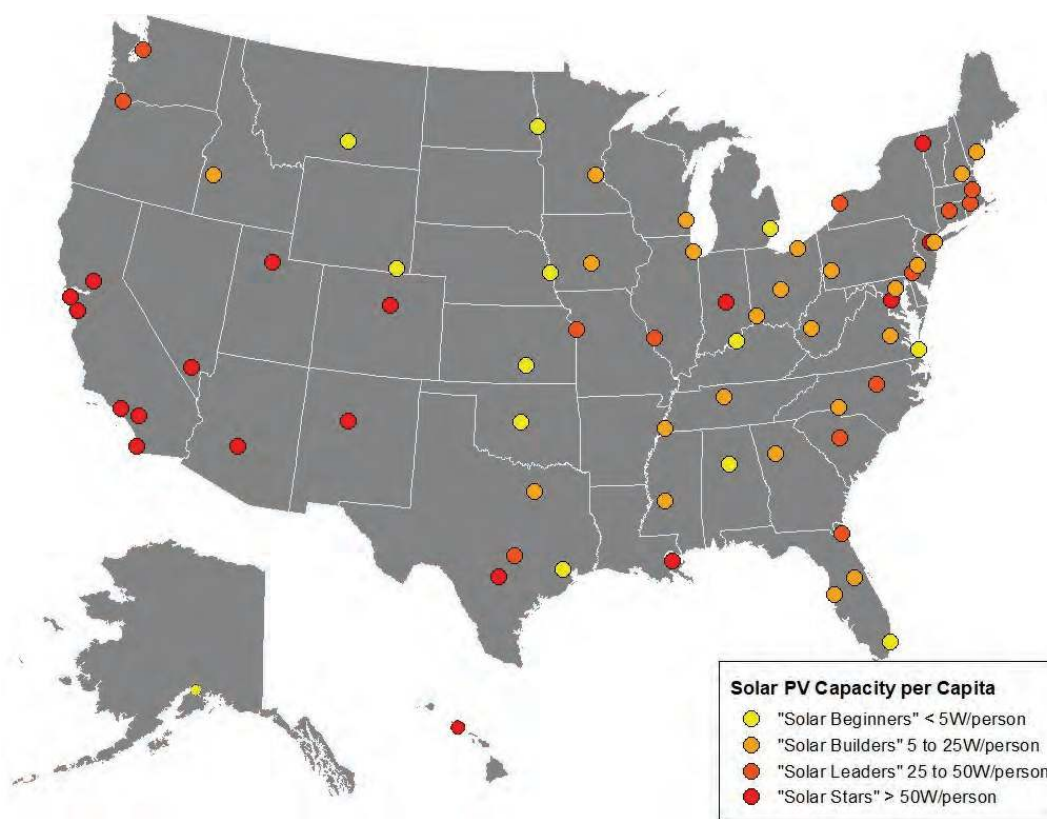 Solar PV Capacity per Capita
"Solar Beginners" < 5W/person
"Solar Builders" 5 to 25W/person
"Solar Leaders" 25 to 50W/person
"Solar Stars" > 50W/person